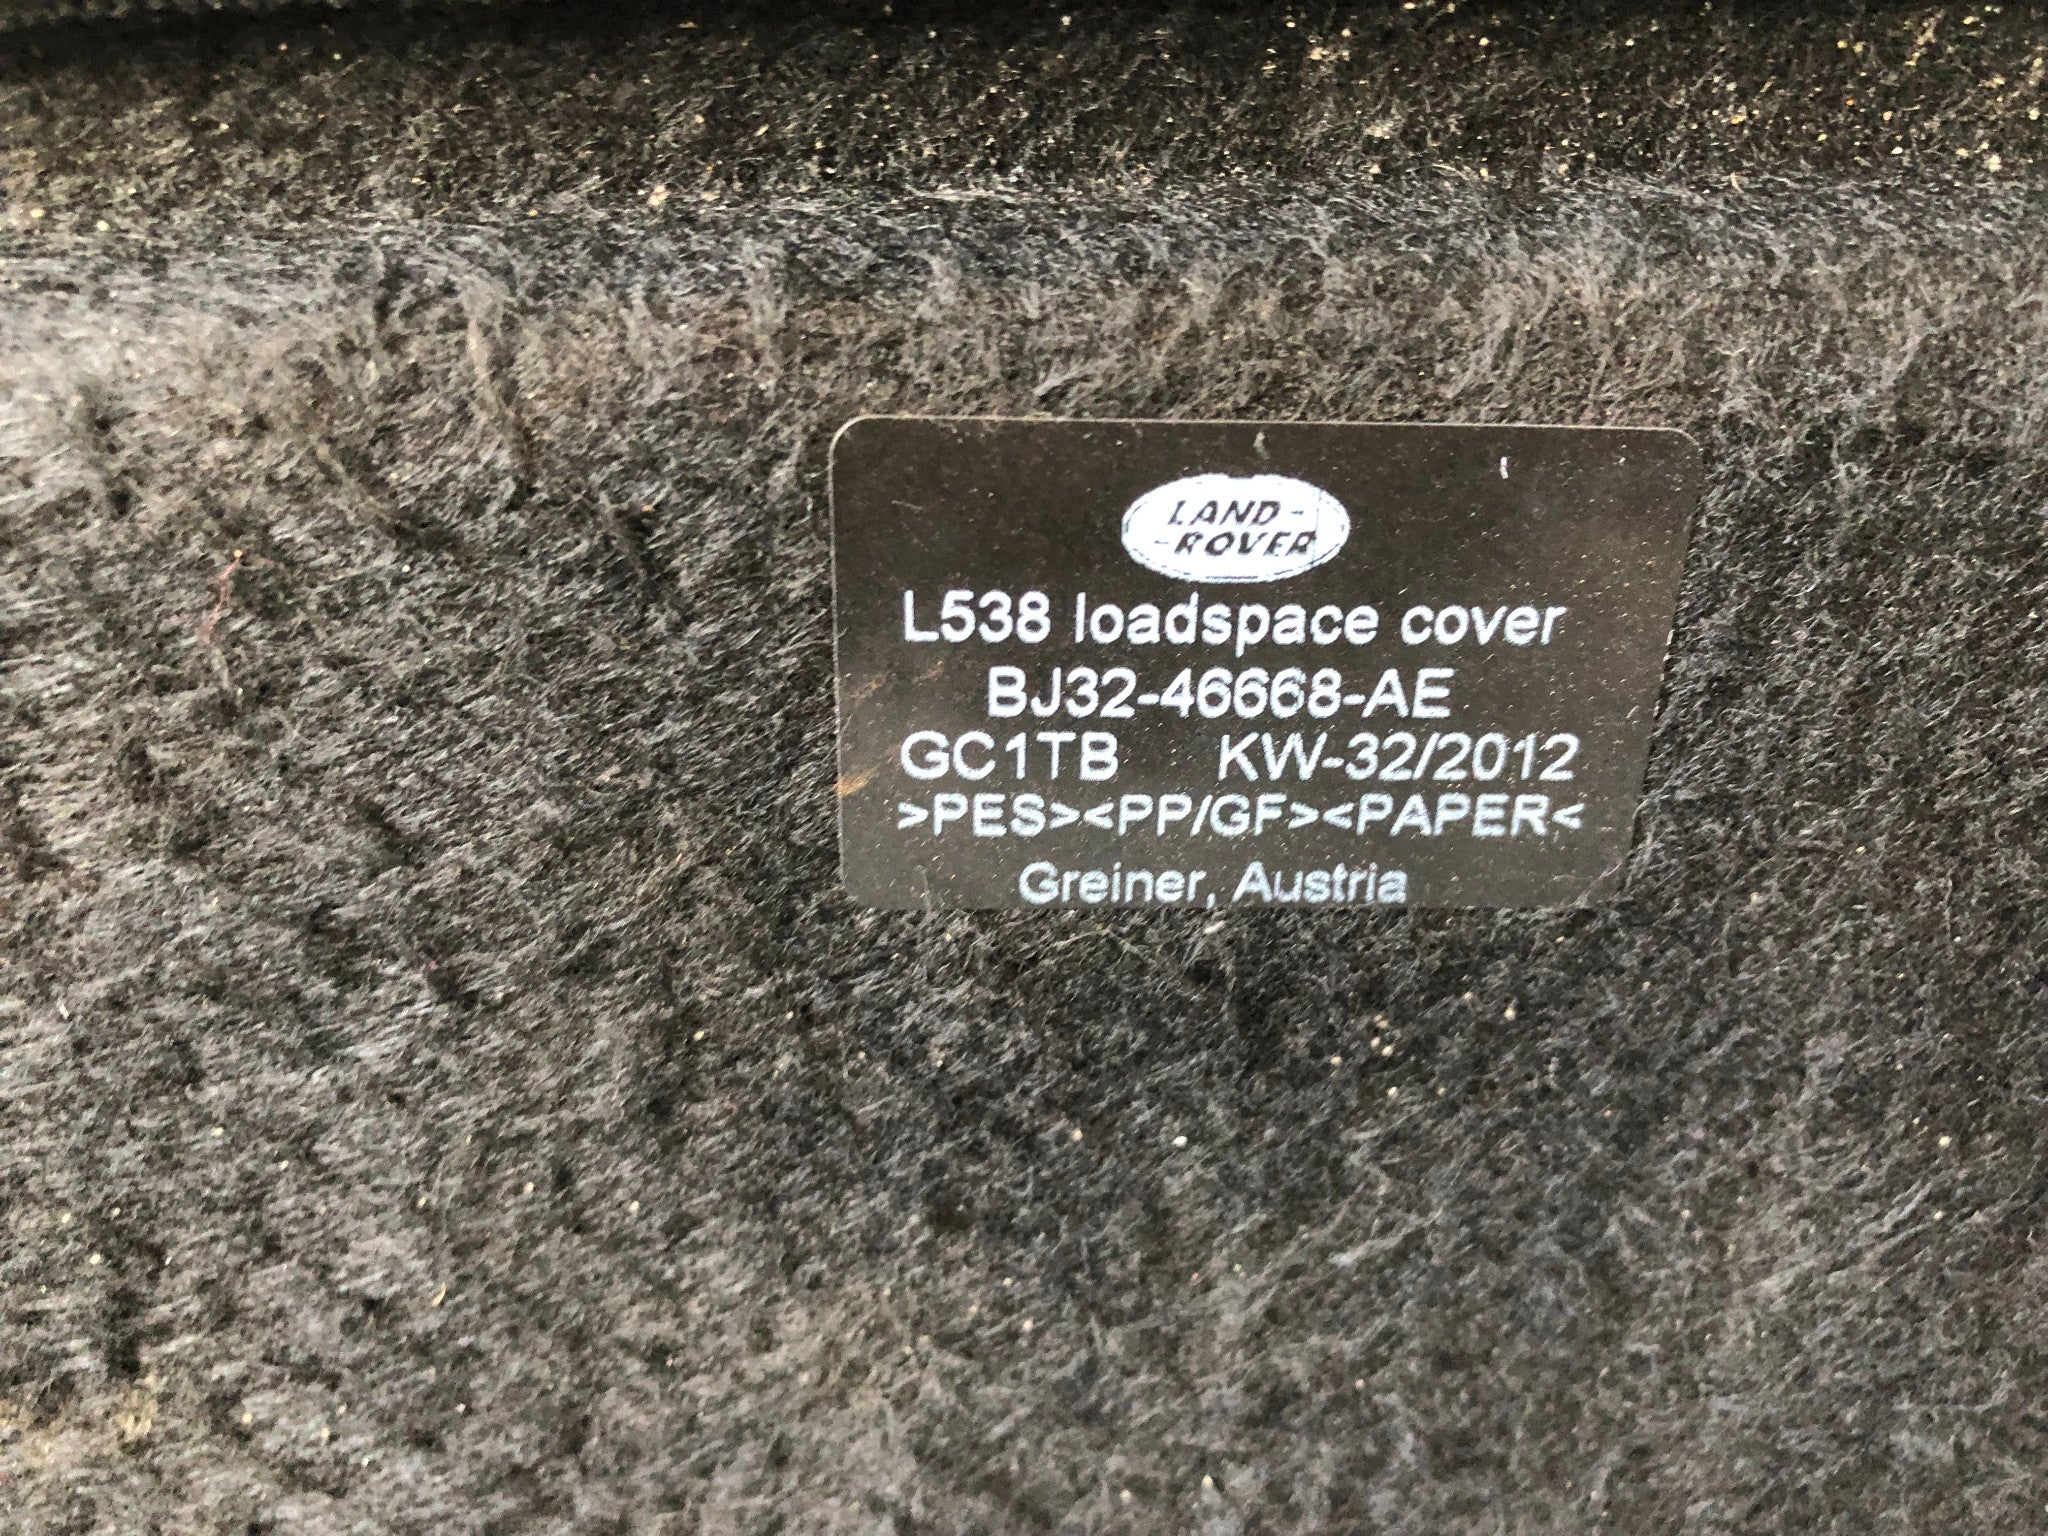 LAND-
-ROVER
L538 loadspace cover
BJ32-46668-AE
GC1TB KW-32/2012
>PES><PP/GF><PAPER<
Greiner, Austria